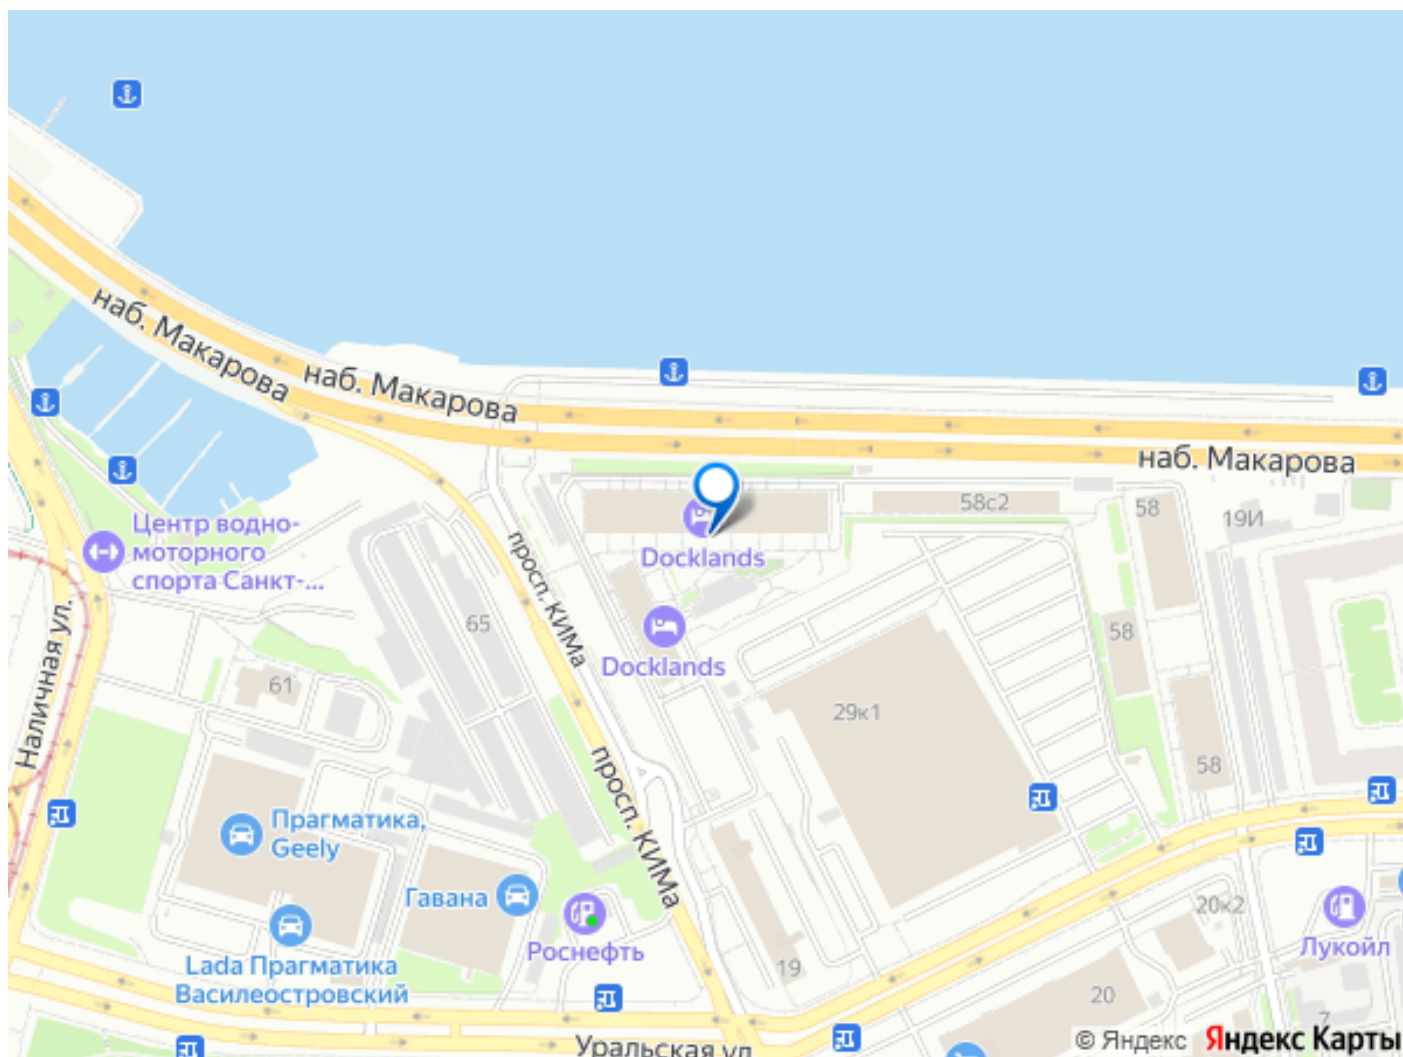 наб. Макарова
наб. Макарова
наб. Макарова
58с2
58
19И
Центр водно-
моторного
спорта Санкт-...
Docklands
просп. КИМа
Наличная ул.
65
58
Docklands
61
29к1
58
просп. КИМа
Прагматика,
Geely
Гавана
20к2
Роснефть
Лукойл
Lada Прагматика
Василеостровский
19
20
7
Уральская ул.
© Яндекс Яндекс Карты